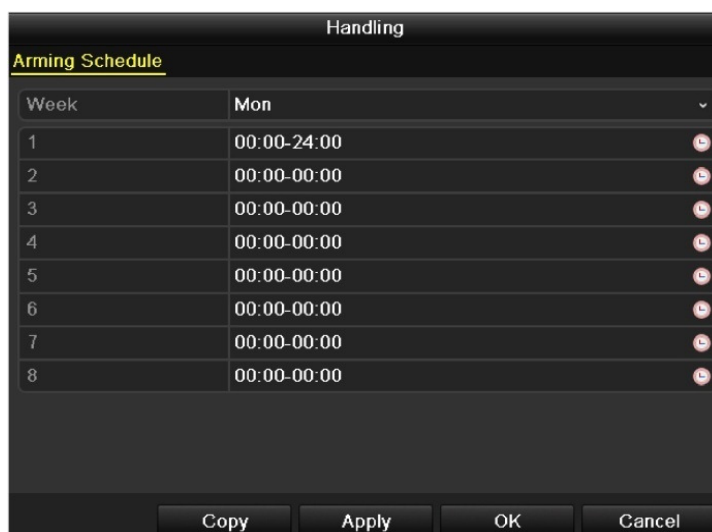 Handling
Arming Schedule
Week Mon
1 00:00-24:00
2 00:00-00:00
3 00:00-00:00
4 00:00-00:00
5 00:00-00:00
6 00:00-00:00
7 00:00-00:00
8 00:00-00:00
Copy Apply OK Cancel